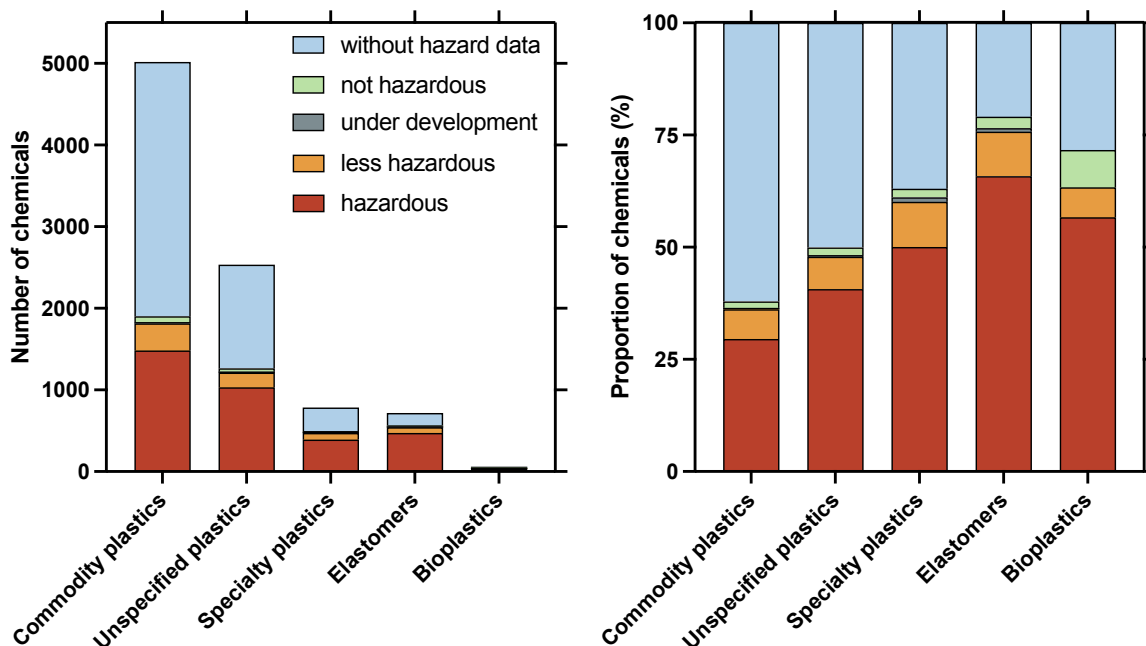 Number of chemicals
5000
4000
3000
2000
1000
0
without hazard data
not hazardous
under development
less hazardous
hazardous
Commodity plastics
Unspecified plastics
Specialty plastics
Elastomers
Bioplastics
Proportion of chemicals (%)
100
75
50
25
0
Commodity plastics
Unspecified plastics
Specialty plastics
Elastomers
Bioplastics